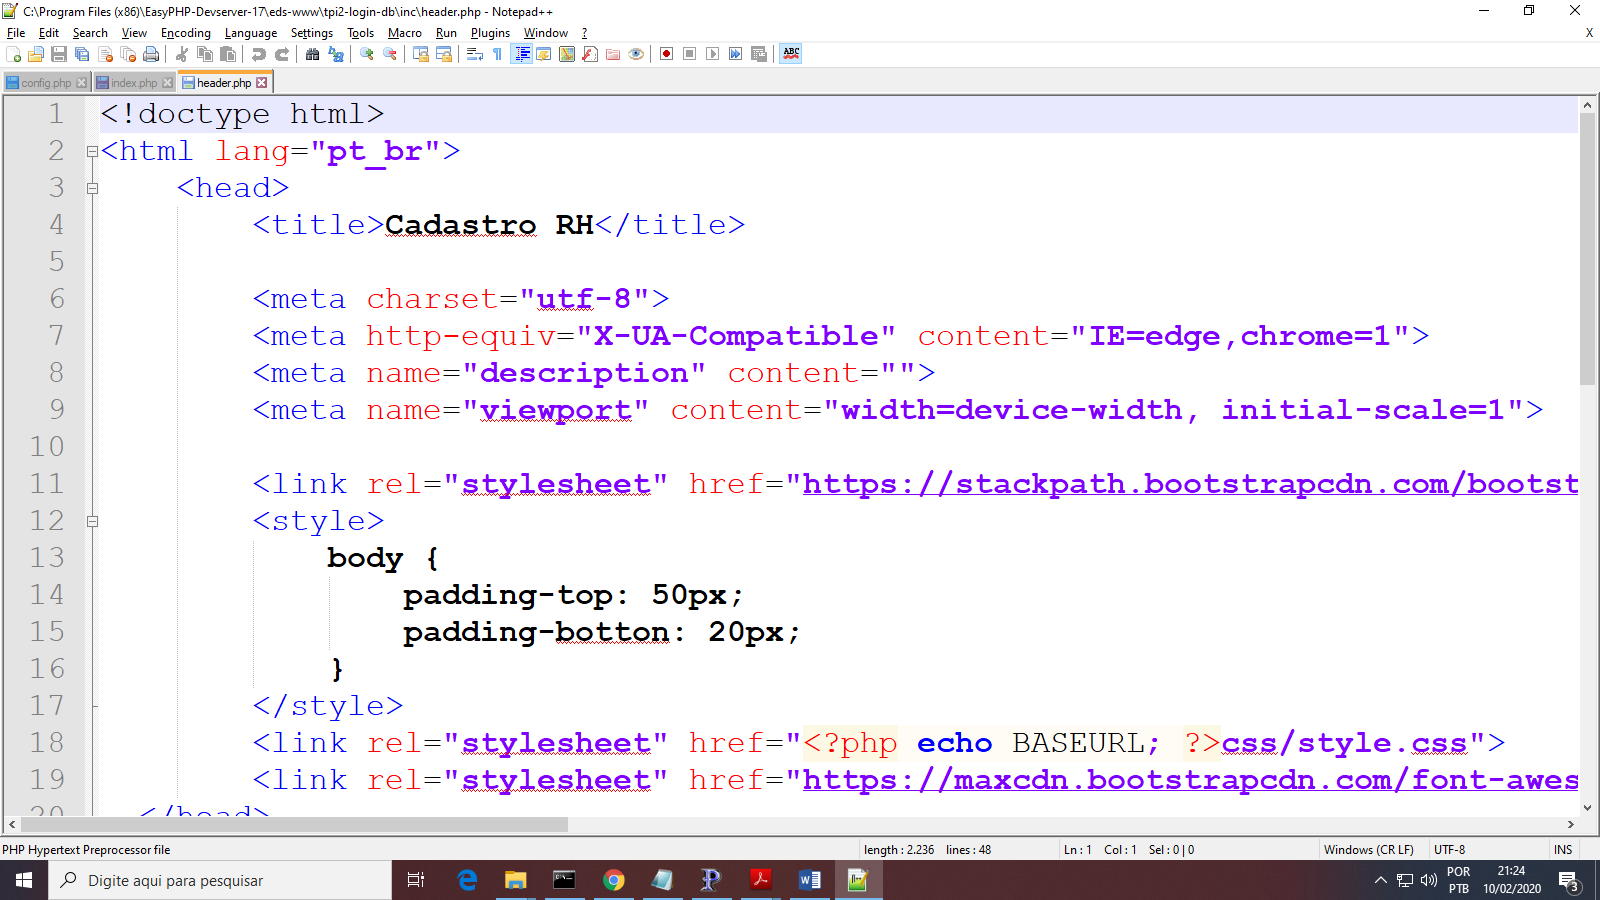 C:\Program Files (x86)\EasyPHP-Devserver-17\eds-www\tpi2-login-db\inc\header.php - Notepad++
File Edit Search View Encoding Language Settings Tools Macro Run Plugins Window ? X
ABC
config.php index.php header.php
1 <!doctype html>
2 <html lang="pt_br">
3 <head>
4 <title>Cadastro RH</title>
5
6 <meta charset="utf-8">
7 <meta http-equiv="X-UA-Compatible" content="IE=edge,chrome=1">
8 <meta name="description" content="">
9 <meta name="viewport" content="width=device-width, initial-scale=1">
10
11 <link rel="stylesheet" href="https://stackpath.bootstrapcdn.com/bootst
12 <style>
13 body {
14 padding-top: 50px;
15 padding-botton: 20px;
16 }
17 </style>
18 <link rel="stylesheet" href="<?php echo BASEURL; ?>css/style.css">
19 <link rel="stylesheet" href="https://maxcdn.bootstrapcdn.com/font-awes
20 </head>
PHP Hypertext Preprocessor file length : 2.236 lines : 48 Ln : 1 Col : 1 Sel : 0 | 0 Windows (CR LF) UTF-8 INS
Digite aqui para pesquisar
POR
PTB
21:24
10/02/2020
3